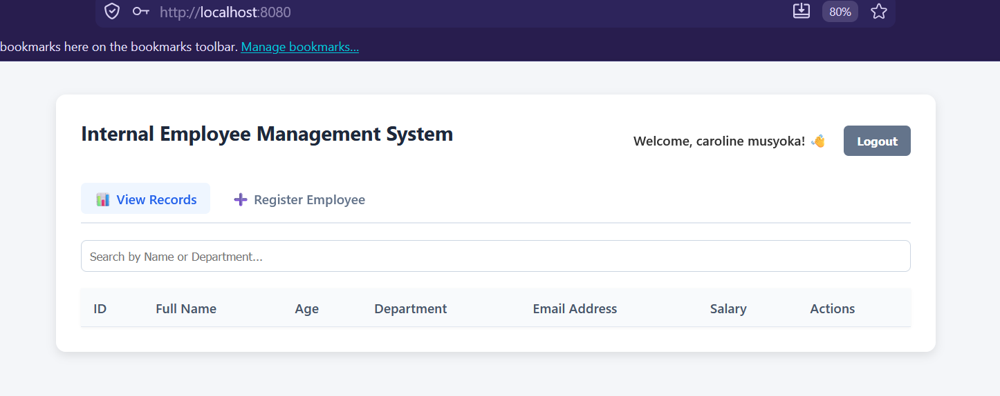 http://localhost:8080 80%
bookmarks here on the bookmarks toolbar. Manage bookmarks...
Internal Employee Management System
Welcome, caroline musyoka! 👋 Logout
📊 View Records ➕ Register Employee
Search by Name or Department...
ID Full Name Age Department Email Address Salary Actions